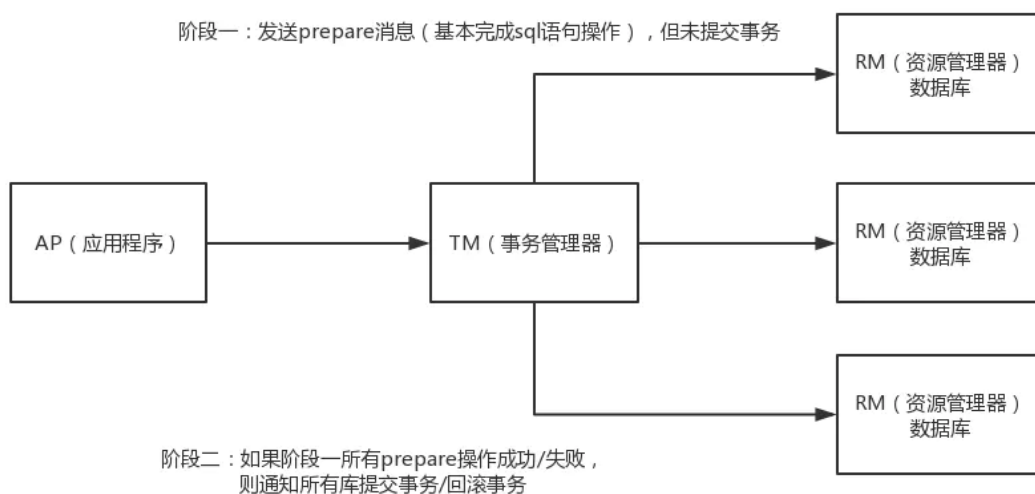 阶段一：发送prepare消息（基本完成sql语句操作），但未提交事务
RM（资源管理器）
数据库
AP（应用程序）
TM（事务管理器）
RM（资源管理器）
数据库
RM（资源管理器）
数据库
阶段二：如果阶段一所有prepare操作成功/失败，
则通知所有库提交事务/回滚事务